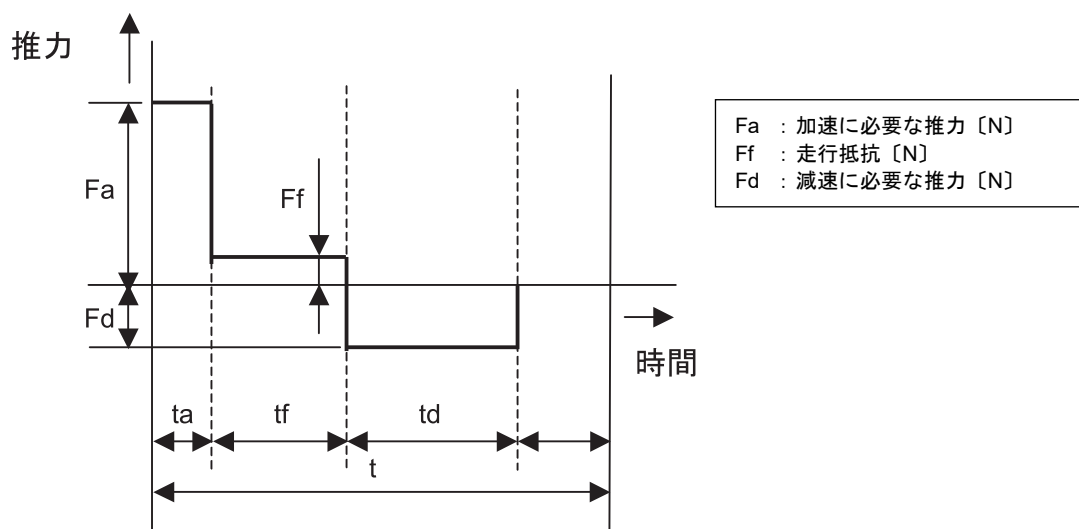 推力
Fa : 加速に必要な推力〔N〕
Ff : 走行抵抗〔N〕
Fd : 減速に必要な推力〔N〕
Fa
Ff
Fd
時間
ta
tf
td
t